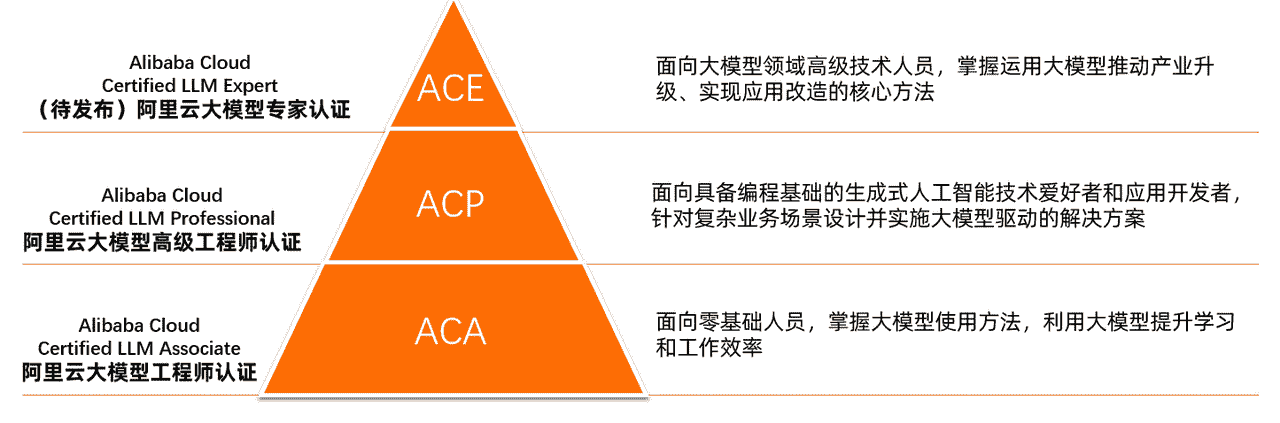 Alibaba Cloud
Certified LLM Expert
（待发布）阿里云大模型专家认证
ACE
面向大模型领域高级技术人员，掌握运用大模型推动产业升
级、实现应用改造的核心方法
Alibaba Cloud
Certified LLM Professional
阿里云大模型高级工程师认证
ACP
面向具备编程基础的生成式人工智能技术爱好者和应用开发者，
针对复杂业务场景设计并实施大模型驱动的解决方案
Alibaba Cloud
Certified LLM Associate
阿里云大模型工程师认证
ACA
面向零基础人员，掌握大模型使用方法，利用大模型提升学习
和工作效率